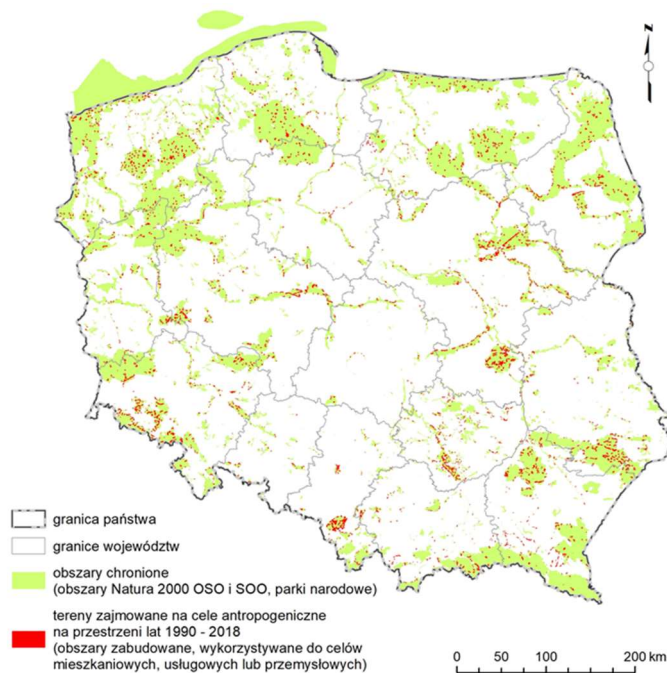 N
granica państwa
granice województw
obszary chronione
(obszary Natura 2000 OSO i SOO, parki narodowe)
tereny zajmowane na cele antropogeniczne
na przestrzeni lat 1990 - 2018
(obszary zabudowane, wykorzystywane do celów
mieszkaniowych, usługowych lub przemysłowych)
0 50 100 200 km